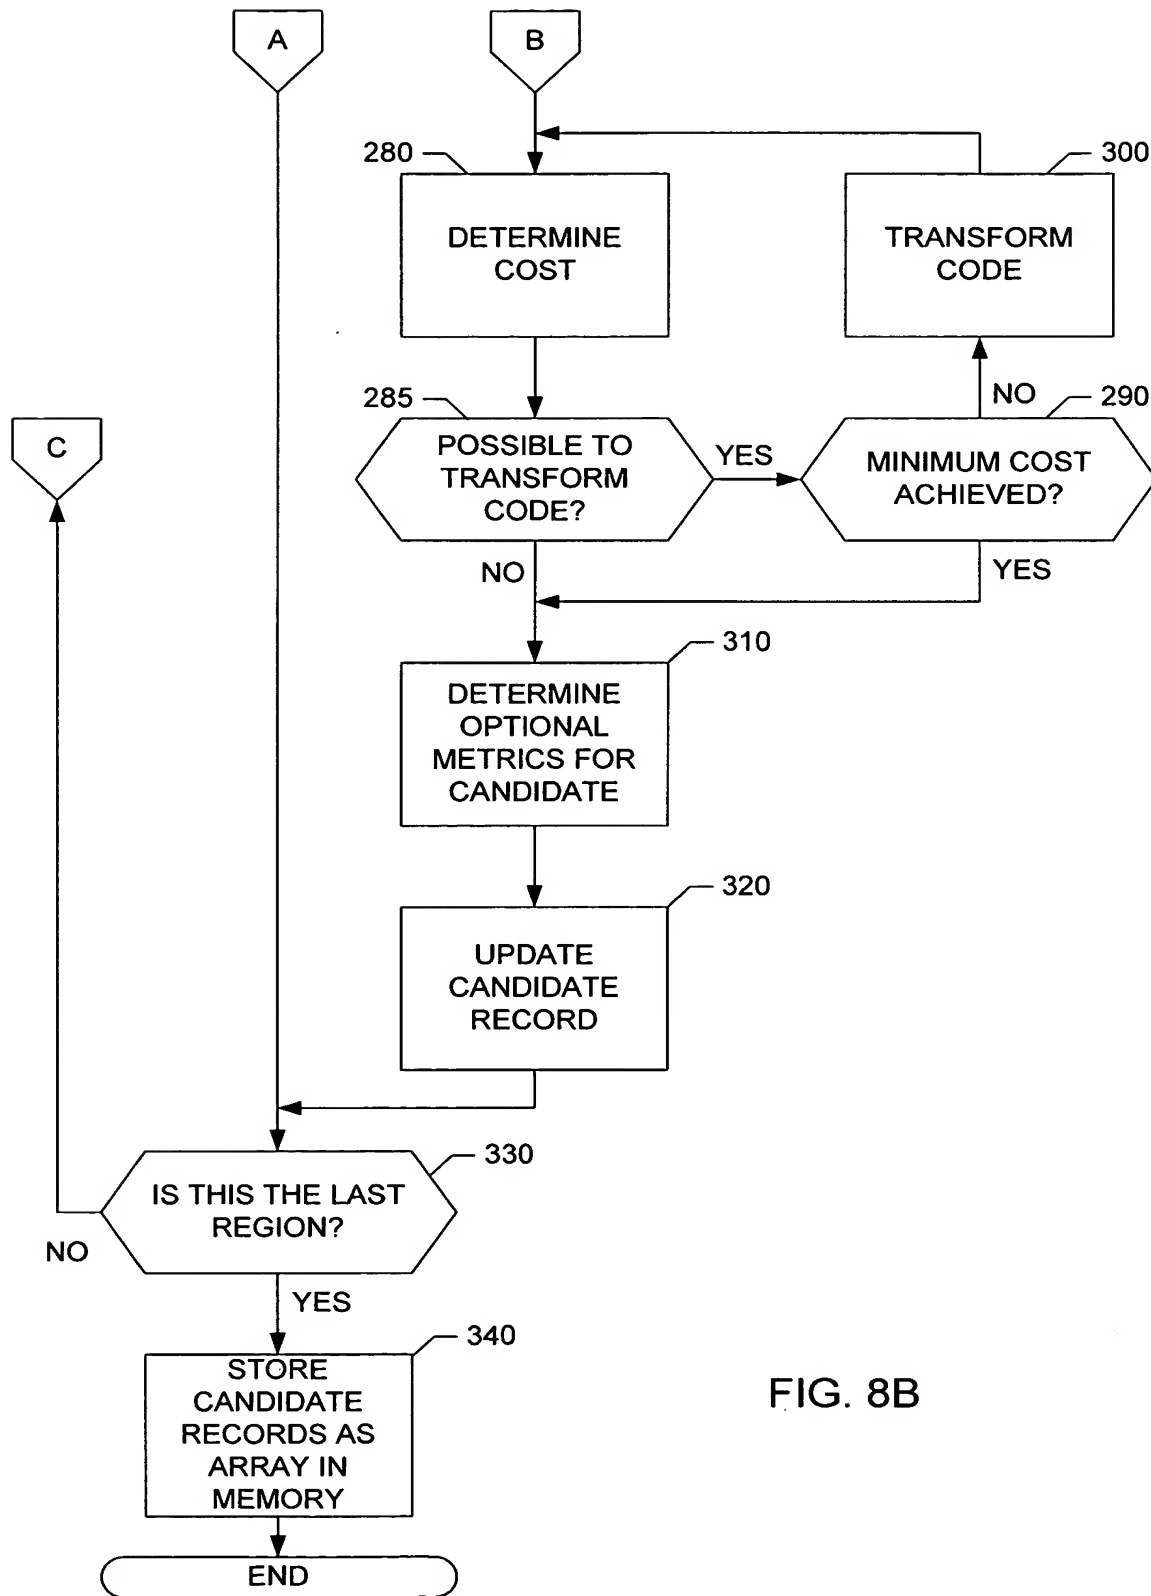 A
B
280
300
DETERMINE
COST
TRANSFORM
CODE
285
NO
290
C
POSSIBLE TO
TRANSFORM
CODE?
YES
MINIMUM COST
ACHIEVED?
NO
YES
310
DETERMINE
OPTIONAL
METRICS FOR
CANDIDATE
320
UPDATE
CANDIDATE
RECORD
330
IS THIS THE LAST
REGION?
NO
YES
340
STORE
CANDIDATE
RECORDS AS
ARRAY IN
MEMORY
FIG. 8B
END